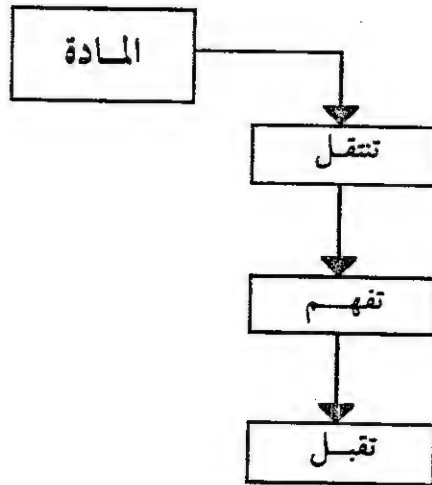 المادة
تنتقل
تفهم
تقبل